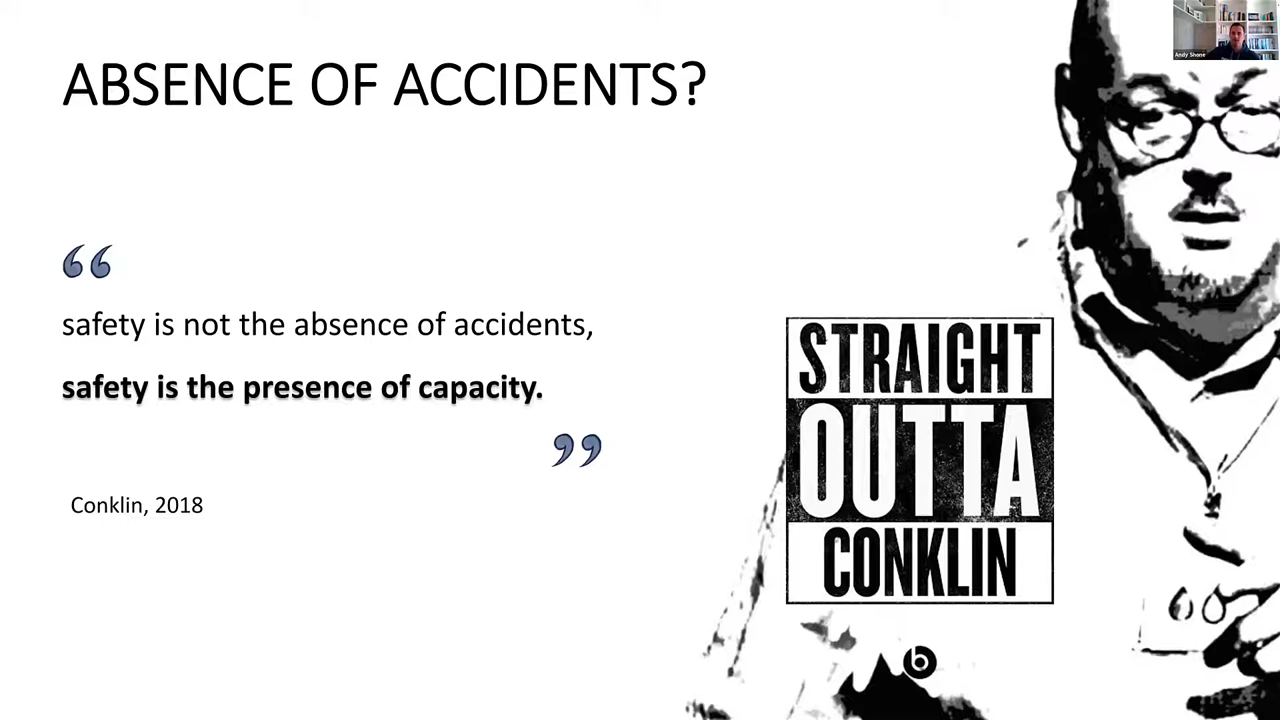 ABSENCE OF ACCIDENTS?
Andy Shone
“
safety is not the absence of accidents,
safety is the presence of capacity.
”
Conklin, 2018
STRAIGHT
OUTTA
CONKLIN
b